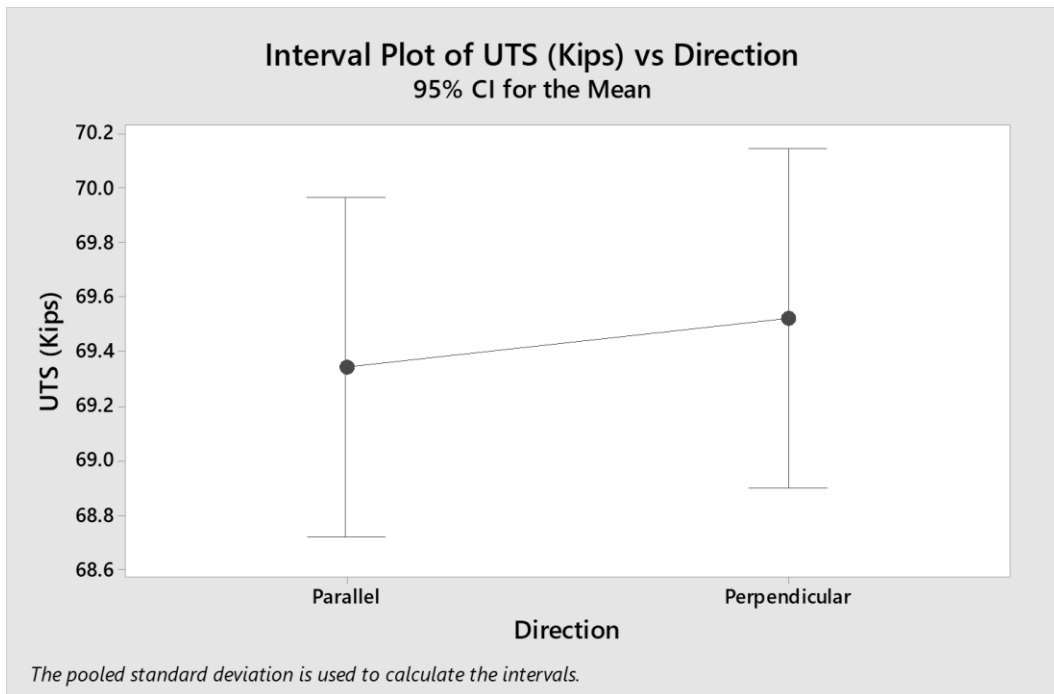 Interval Plot of UTS (Kips) vs Direction
95% CI for the Mean
70.2
70.0
69.8
69.6
69.4
69.2
69.0
68.8
68.6
UTS (Kips)
Parallel
Perpendicular
Direction
The pooled standard deviation is used to calculate the intervals.